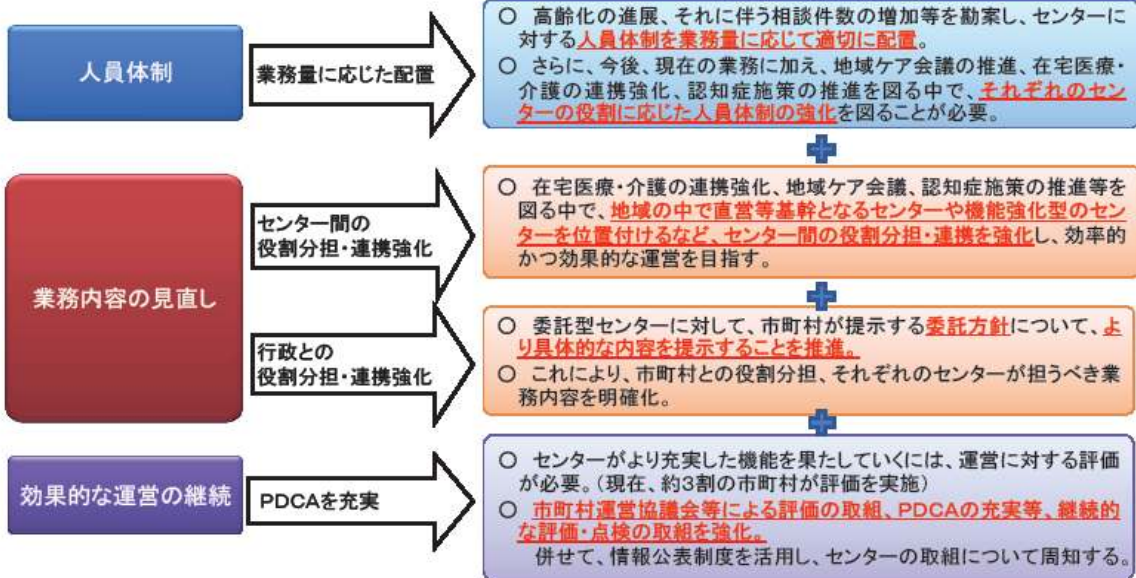 人員体制
業務量に応じた配置
○ 高齢化の進展、それに伴う相談件数の増加等を勘案し、センターに
対する人員体制を業務量に応じて適切に配置。
○ さらに、今後、現在の業務に加え、地域ケア会議の推進、在宅医療・
介護の連携強化、認知症施策の推進を図る中で、それぞれのセン
ターの役割に応じた人員体制の強化を図ることが必要。
業務内容の見直し
センター間の
役割分担・連携強化
○ 在宅医療・介護の連携強化、地域ケア会議、認知症施策の推進等を
図る中で、地域の中で直営等基幹となるセンターや機能強化型のセン
ターを位置付けるなど、センター間の役割分担・連携を強化し、効率的
かつ効果的な運営を目指す。
行政との
役割分担・連携強化
○ 委託型センターに対して、市町村が提示する委託方針について、よ
り具体的な内容を提示することを推進。
○ これにより、市町村との役割分担、それぞれのセンターが担うべき業
務内容を明確化。
効果的な運営の継続
PDCAを充実
○ センターがより充実した機能を果たしていくには、運営に対する評価
が必要。（現在、約3割の市町村が評価を実施）
○ 市町村運営協議会等による評価の取組、PDCAの充実等、継続的
な評価・点検の取組を強化。
併せて、情報公表制度を活用し、センターの取組について周知する。